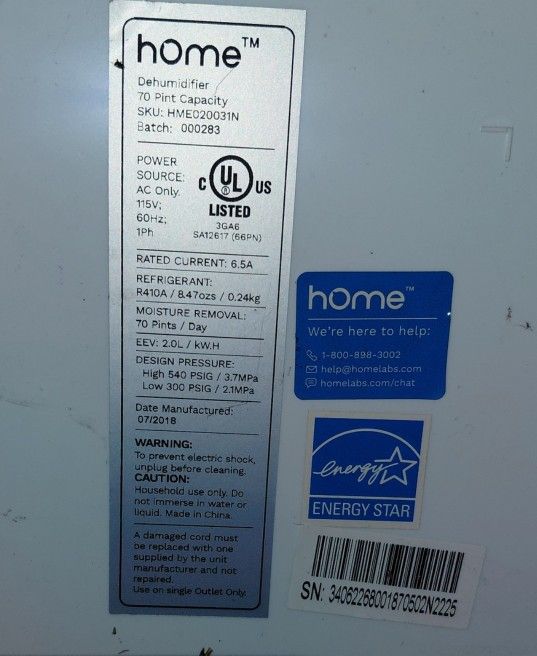 hOme™
Dehumidifier
70 Pint Capacity
SKU: HME020031N
Batch: 000283
POWER
SOURCE:
AC Only.
115V;
60Hz;
1Ph
C UL ® US
LISTED
3GA6
SA12617 (66PN)
RATED CURRENT: 6.5A
REFRIGERANT:
R410A / 8.47ozs / 0.24kg
MOISTURE REMOVAL:
70 Pints / Day
EEV: 2.0L / kW.H
DESIGN PRESSURE:
High 540 PSIG / 3.7MPa
Low 300 PSIG / 2.1MPa
Date Manufactured:
07/2018
WARNING:
To prevent electric shock,
unplug before cleaning.
CAUTION:
Household use only. Do
not immerse in water or
liquid. Made in China.
A damaged cord must
be replaced with one
supplied by the unit
manufacturer and not
repaired.
Use on single Outlet Only.
hOme™
We're here to help:
1-800-898-3002
help@homelabs.com
homelabs.com/chat
energy
ENERGY STAR
SN: 34062268001870502N2225